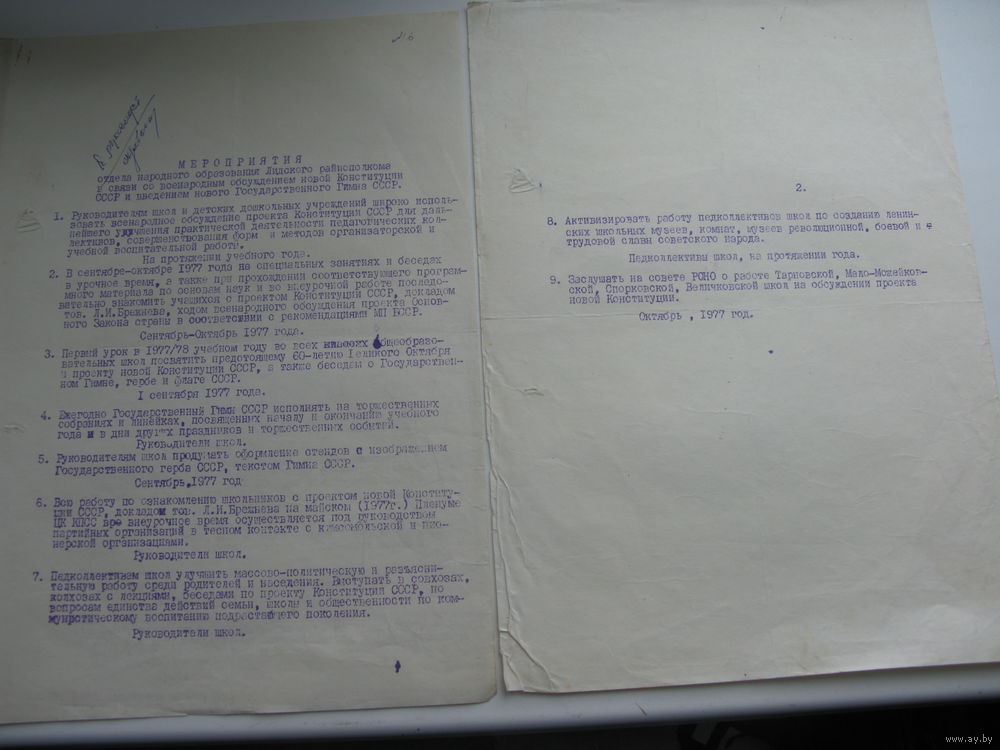 МЕРОПРИЯТИЯ
отдела народного образования Лидского райисполкома
в связи со всенародным обсуждением новой Конституции
СССР и введением нового Государственного Гимна СССР.
1. Руководителям школ и детских дошкольных учреждений широко исполь-
зовать всенародное обсуждение проекта Конституции СССР для даль-
нейшего улучшения практической деятельности педагогических кол-
лективов, совершенствования форм и методов организаторской и
учебной воспитательной работы.
На протяжении учебного года.
2. В сентябре-октябре 1977 года на специальных занятиях и беседах
в урочное время, а также при прохождении соответствующего програм-
много материала по основам наук и во внеурочной работе последо-
вательно знакомить учащихся с проектом Конституции СССР, докладом
тов. Л.И.Брежнева, ходом всенародного обсуждения проекта Основ-
ного Закона страны в соответствии с рекомендациями МП БССР.
Сентябрь-Октябрь 1977 года.
3. Первый урок в 1977/78 учебном году во всех общеобразо-
вательных школ посвятить предстоящему 60-летию Великого Октября
и проекту новой Конституции СССР, а также беседам о Государствен-
ном Гимне, гербе и флаге СССР.
I сентября 1977 года.
4. Ежегодно Государственный Гимн СССР исполнять на торжественных
собраниях и линейках, посвященных началу и окончанию учебного
года и в дни других праздников и торжественных событий.
Руководители школ.
5. Руководителям школ продумать оформление стендов с изображением
Государственного герба СССР, текстом Гимна СССР.
Сентябрь,1977 год
6. Всю работу по ознакомлению школьников с проектом новой Конститу-
ции СССР, докладом тов. Л.И.Брежнева на майском (1977г.) Пленуме
ЦК КПСС вро внеурочное время осуществляется под руководством
партийных организаций в тесном контакте с комсомольской и пио-
нерской организациями.
Руководители школ.
7. Педколлективам школ улучшить массово-политическую и разъясни-
тельную работу среди родителей и населения. Выступать в совхозах,
колхозах с лекциями, беседами по проекту Конституции СССР, по
вопросам единства действий семьи, школы и общественности по ком-
мунистическому воспитанию подрастающего поколения.
Руководители школ.
2.
8. Активизировать работу педколлективов школ по созданию ленин-
ских школьных музеев, комнат, музеев революционной, боевой и
трудовой славы советского народа.
Педколлективы школ, на протяжении года.
9. Заслушать на совете РОНО о работе Тарновской, Мало-Можейков-
ской, Спорковской, Величковской школ на обсуждении проекта
новой Конституции.
Октябрь , 1977 год.
www.ay.by